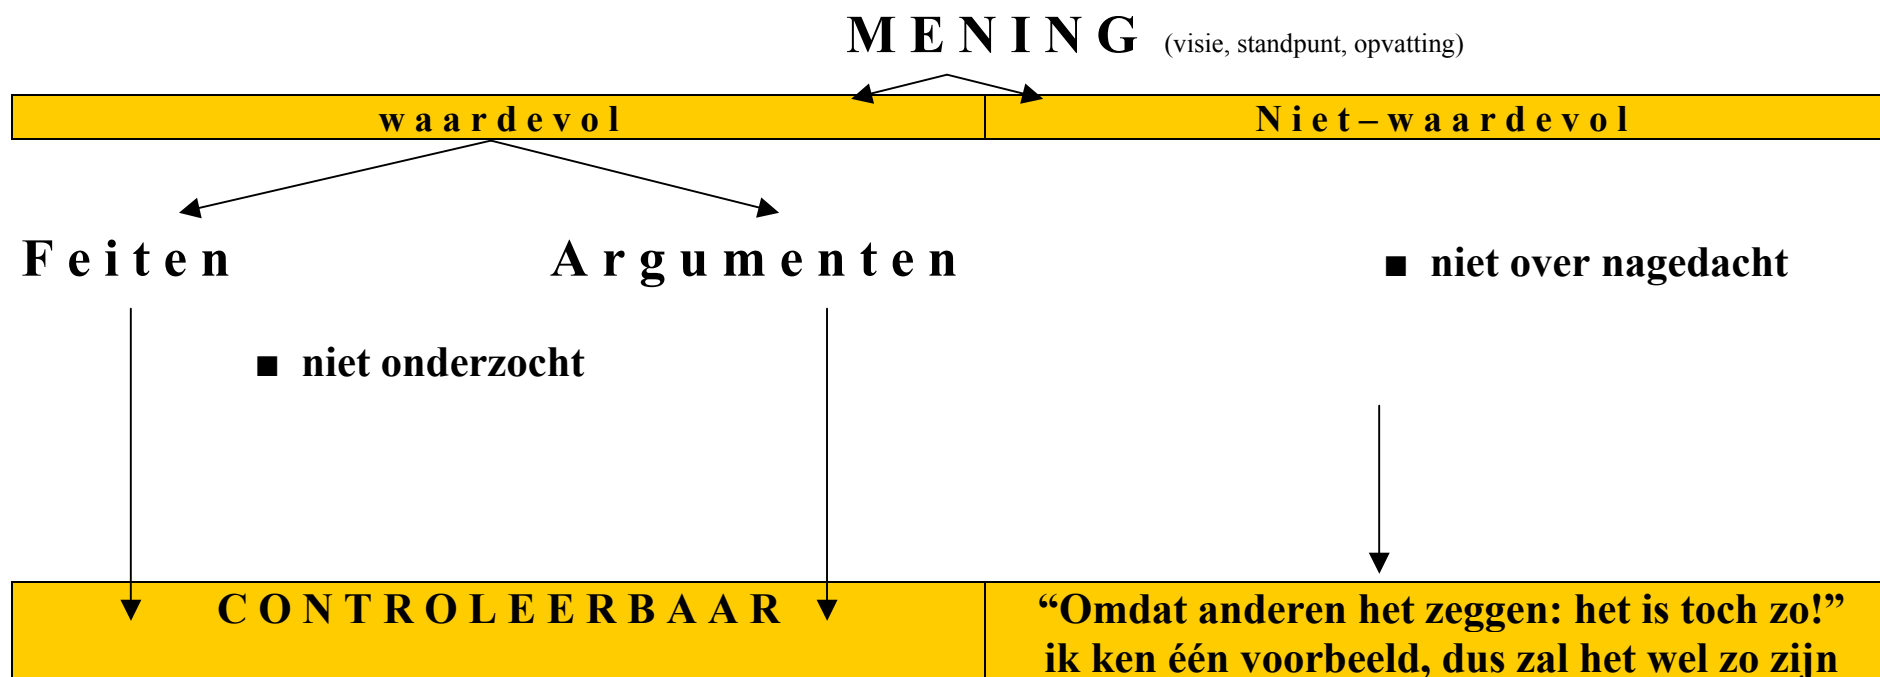 M E N I N G (visie, standpunt, opvatting)
w a a r d e v o l
N i e t – w a a r d e v o l
F e i t e n
A r g u m e n t e n
■ niet over nagedacht
■ niet onderzocht
C O N T R O L E E R B A A R
“Omdat anderen het zeggen: het is toch zo!”
ik ken één voorbeeld, dus zal het wel zo zijn